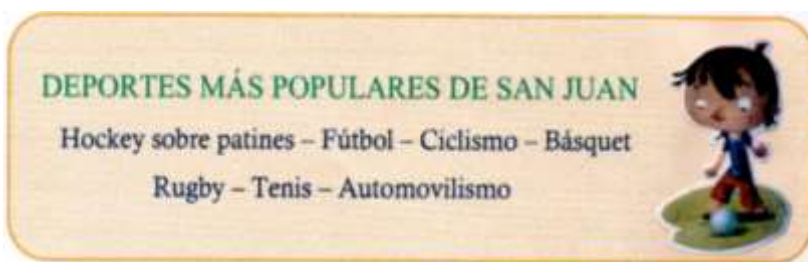 DEPORTES MÁS POPULARES DE SAN JUAN
Hockey sobre patines – Fútbol – Ciclismo – Básquet
Rugby – Tenis – Automovilismo